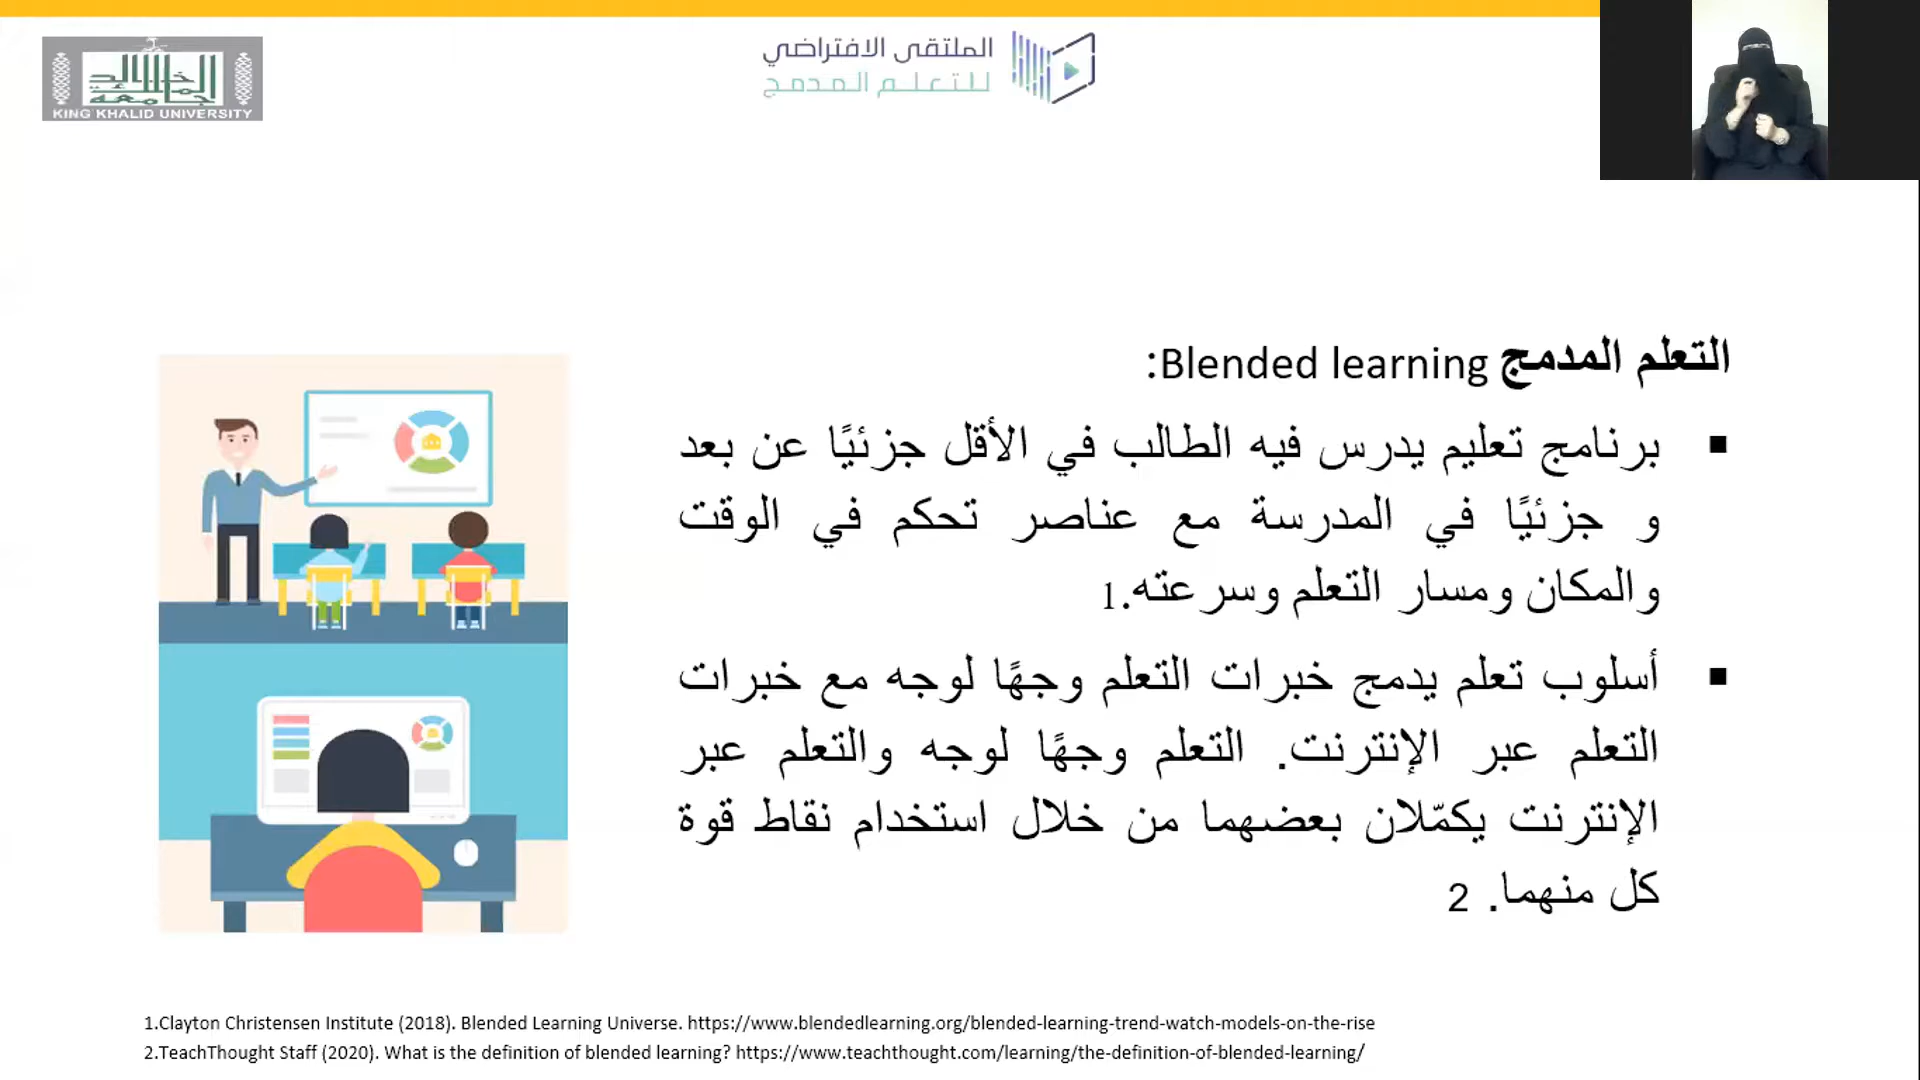 جامعة الملك خالد
KING KHALID UNIVERSITY
الملتقى الافتراضي
للتعلم المدمج
التعلم المدمج Blended learning:
▪ برنامج تعليم يدرس فيه الطالب في الأقل جزئيًا عن بعد
و جزئيًا في المدرسة مع عناصر تحكم في الوقت
والمكان ومسار التعلم وسرعته.1
▪ أسلوب تعلم يدمج خبرات التعلم وجهًا لوجه مع خبرات
التعلم عبر الإنترنت. التعلم وجهًا لوجه والتعلم عبر
الإنترنت يكمّلان بعضهما من خلال استخدام نقاط قوة
كل منهما. 2
1.Clayton Christensen Institute (2018). Blended Learning Universe. https://www.blendedlearning.org/blended-learning-trend-watch-models-on-the-rise
2.TeachThought Staff (2020). What is the definition of blended learning? https://www.teachthought.com/learning/the-definition-of-blended-learning/